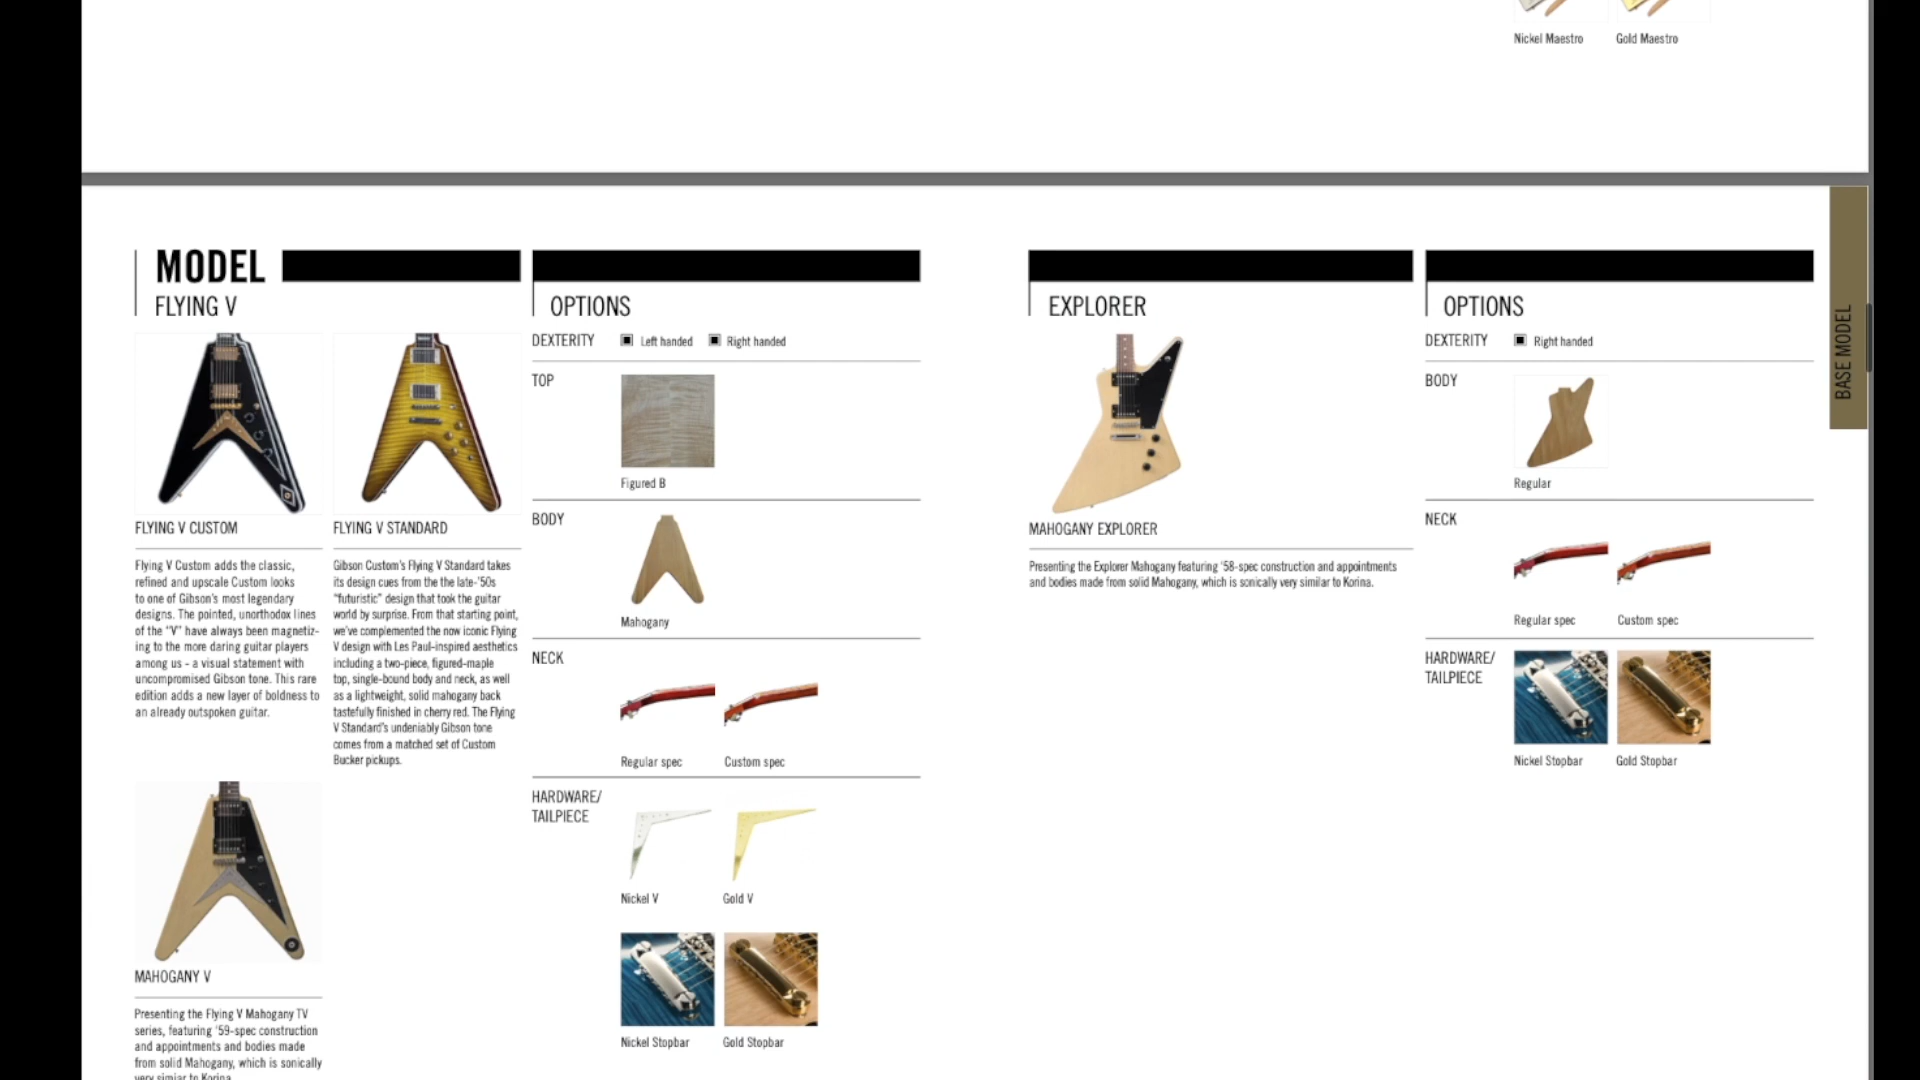 Nickel Maestro
Gold Maestro
MODEL
FLYING V
FLYING V CUSTOM
Flying V Custom adds the classic,
refined and upscale Custom looks
to one of Gibson's most legendary
designs. The pointed, unorthodox lines
of the "V" have always been magnetiz-
ing to the more daring guitar players
among us - a visual statement with
uncompromised Gibson tone. This rare
edition adds a new layer of boldness to
an already outspoken guitar.
FLYING V STANDARD
Gibson Custom's Flying V Standard takes
its design cues from the the late-'50s
"futuristic" design that took the guitar
world by surprise. From that starting point,
we've complemented the now iconic Flying
V design with Les Paul-inspired aesthetics
including a two-piece, figured-maple
top, single-bound body and neck, as well
as a lightweight, solid mahogany back
tastefully finished in cherry red. The Flying
V Standard's undeniably Gibson tone
comes from a matched set of Custom
Bucker pickups.
MAHOGANY V
Presenting the Flying V Mahogany TV
series, featuring '59-spec construction
and appointments and bodies made
from solid Mahogany, which is sonically
very simiar to Korina.
OPTIONS
DEXTERITY
Left handed
Right handed
TOP
Figured B
BODY
Mahogany
NECK
Regular spec
Custom spec
HARDWARE/
TAILPIECE
Nickel V
Gold V
Nickel Stopbar
Gold Stopbar
EXPLORER
MAHOGANY EXPLORER
Presenting the Explorer Mahogany featuring '58-spec construction and appointments
and bodies made from solid Mahogany, which is sonically very similar to Korina.
OPTIONS
DEXTERITY
Right handed
BODY
Regular
NECK
Regular spec
Custom spec
HARDWARE/
TAILPIECE
Nickel Stopbar
Gold Stopbar
BASE MODEL